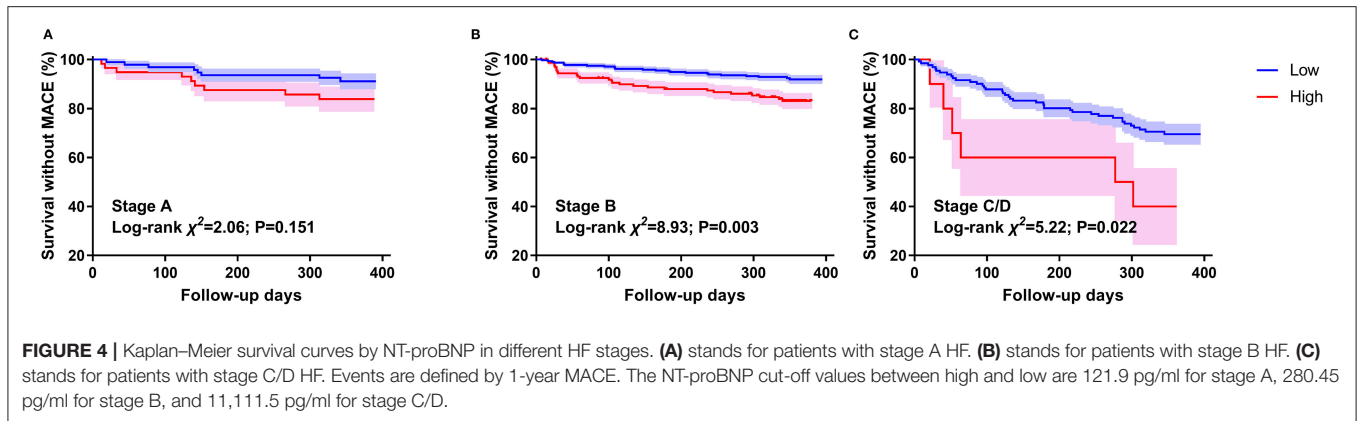 A
Survival without MACE (%)
100
80
60
40
20
Stage A
Log-rank χ²=2.06; P=0.151
0 100 200 300 400
Follow-up days
B
Survival without MACE (%)
100
80
60
40
20
Stage B
Log-rank χ²=8.93; P=0.003
0 100 200 300 400
Follow-up days
C
Survival without MACE (%)
100
80
60
40
20
Stage C/D
Log-rank χ²=5.22; P=0.022
0 100 200 300 400
Follow-up days
Low
High
FIGURE 4 | Kaplan–Meier survival curves by NT-proBNP in different HF stages. (A) stands for patients with stage A HF. (B) stands for patients with stage B HF. (C)
stands for patients with stage C/D HF. Events are defined by 1-year MACE. The NT-proBNP cut-off values between high and low are 121.9 pg/ml for stage A, 280.45
pg/ml for stage B, and 11,111.5 pg/ml for stage C/D.